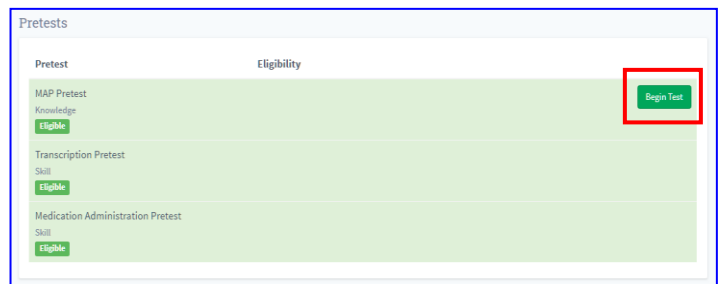 Pretests
Pretest Eligibility
MAP Pretest
Knowledge
Eligible
Begin Test
Transcription Pretest
Skill
Eligible
Medication Administration Pretest
Skill
Eligible